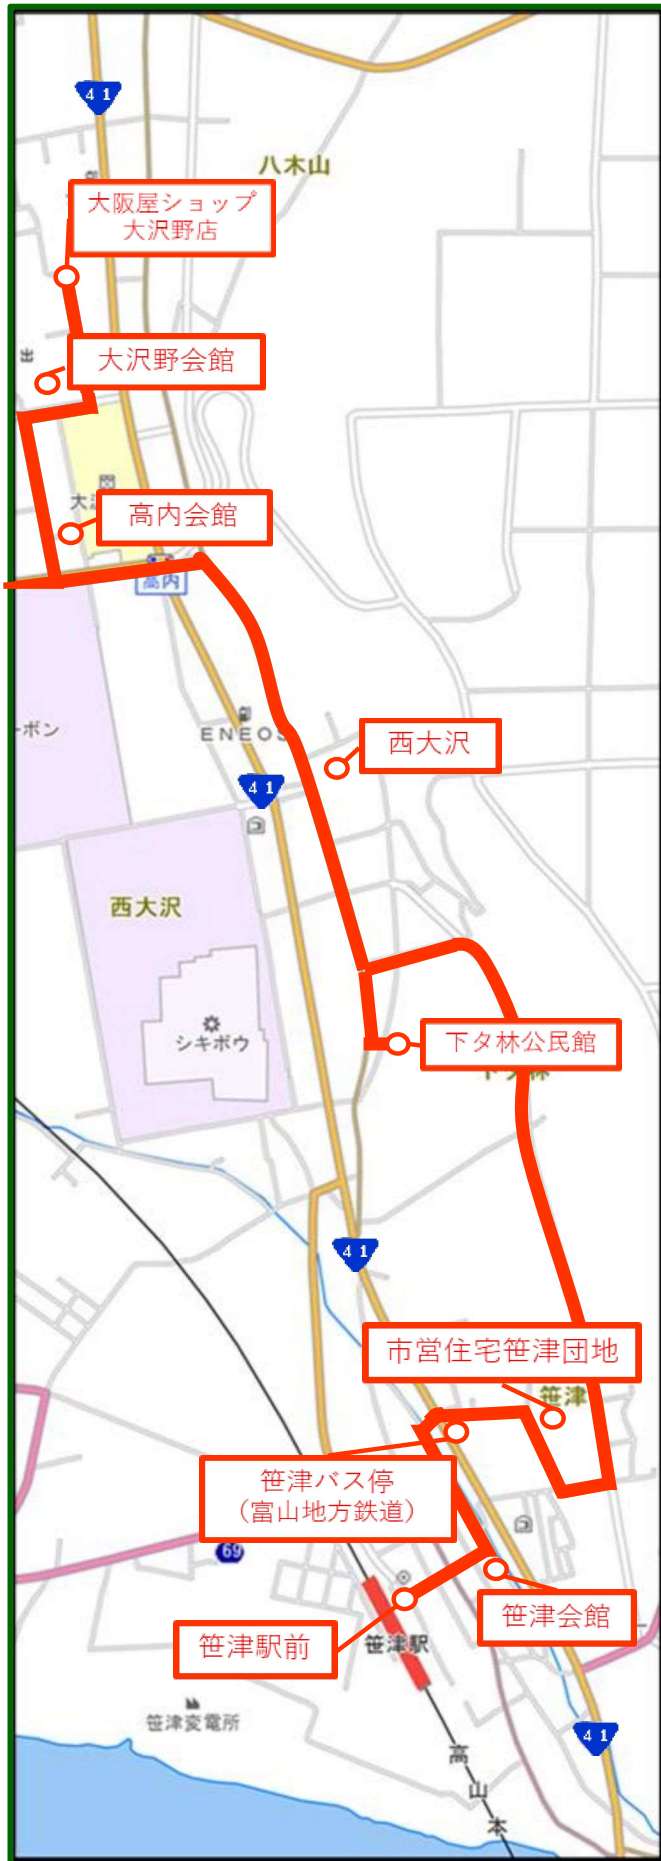 41
八木山
大阪屋ショップ
大沢野店
大沢野会館
高内会館
高内
ENEOS
西大沢
ーボン
41
西大沢
シキボウ
下タ林公民館
41
市営住宅笹津団地
笹津
笹津バス停
（富山地方鉄道）
69
笹津会館
笹津駅前
笹津駅
笹津変電所
41
高
山
本